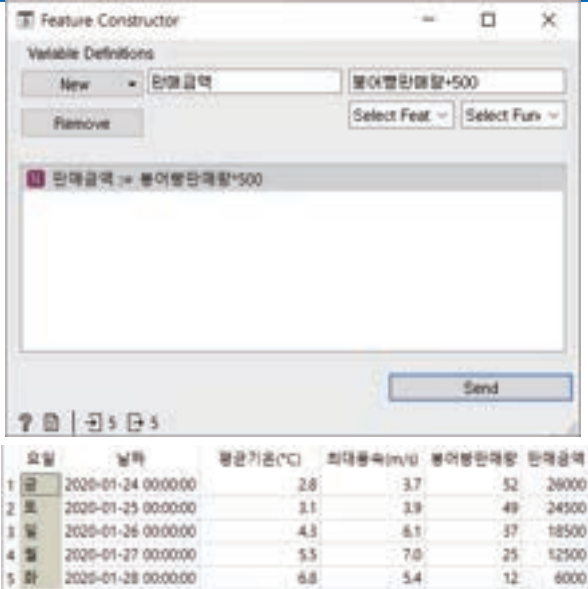 Feature Constructor
Variable Definitions
New 판매금액 붕어빵판매량*500
Remove Select Feat Select Fun
N 판매금액 := 붕어빵판매량*500
Send
? 5 5
요일 날짜 평균기온(°C) 최대풍속(m/s) 붕어빵판매량 판매금액
1 금 2020-01-24 00:00:00 2.8 3.7 52 26000
2 토 2020-01-25 00:00:00 3.1 3.9 49 24500
3 일 2020-01-26 00:00:00 4.3 6.1 37 18500
4 월 2020-01-27 00:00:00 5.5 7.0 25 12500
5 화 2020-01-28 00:00:00 6.8 5.4 12 6000